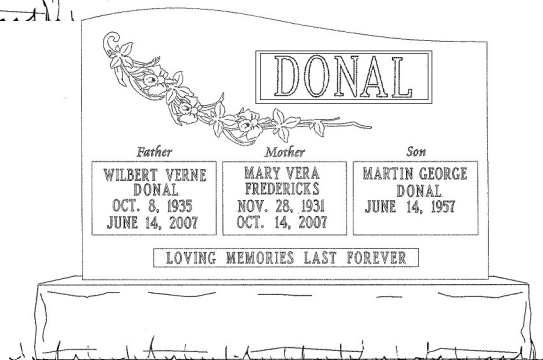 DONAL
Father
WILBERT VERNE
DONAL
OCT. 8, 1935
JUNE 14, 2007
Mother
MARY VERA
FREDERICKS
NOV. 28, 1931
OCT. 14, 2007
Son
MARTIN GEORGE
DONAL
JUNE 14, 1957
LOVING MEMORIES LAST FOREVER